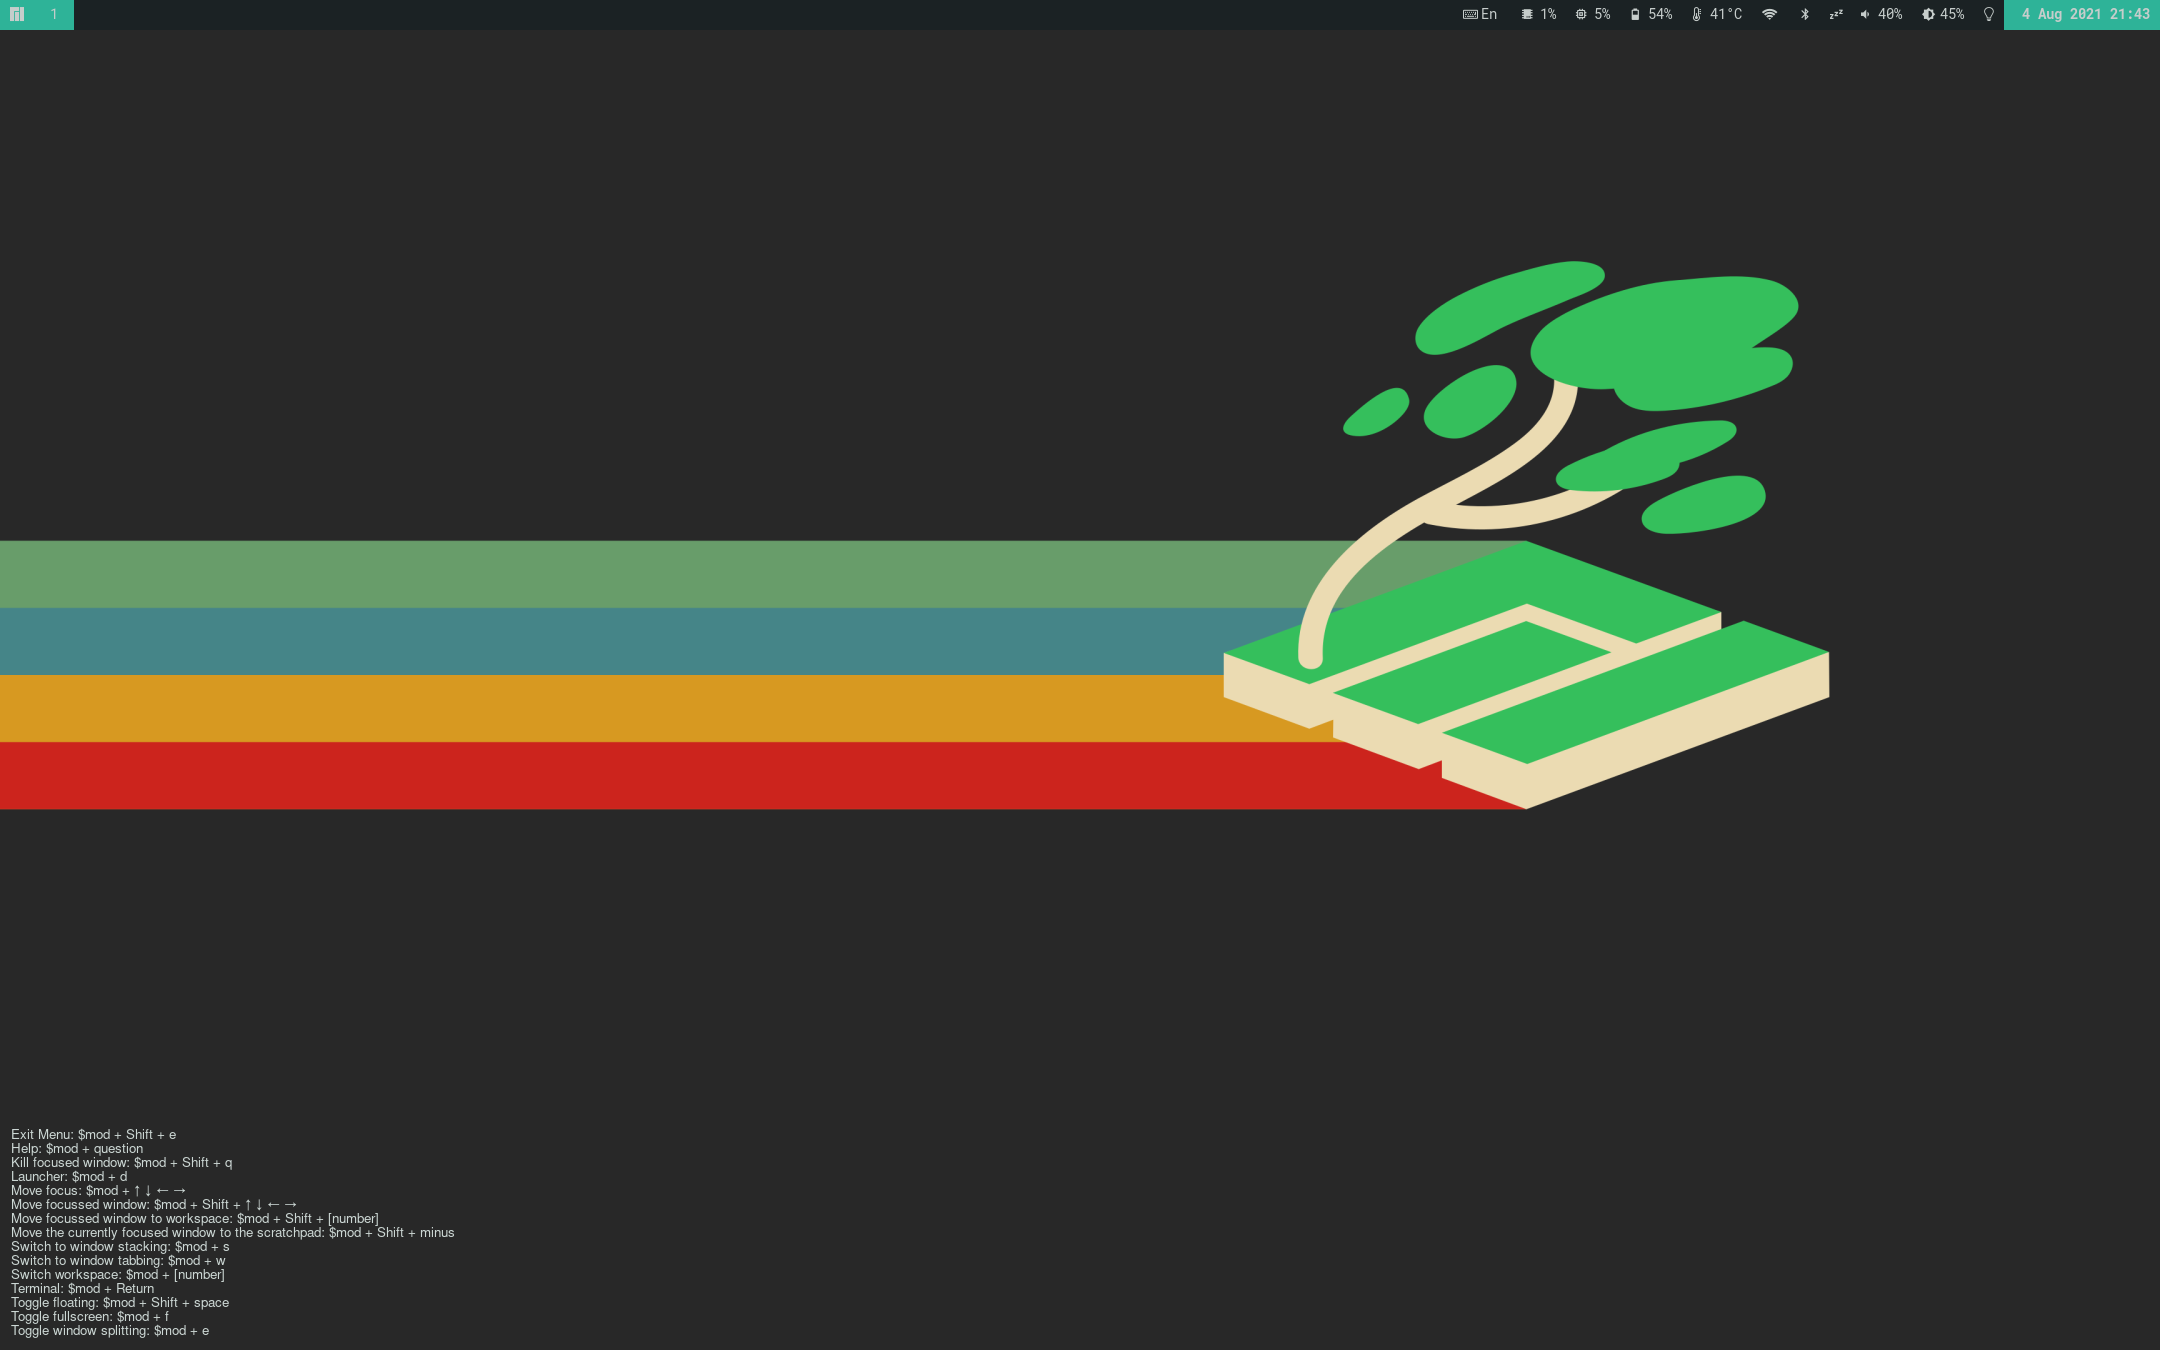 1
En 1% 5% 54% 41°C zzz 40% 45% 4 Aug 2021 21:43
Exit Menu: $mod + Shift + e
Help: $mod + question
Kill focused window: $mod + Shift + q
Launcher: $mod + d
Move focus: $mod + ↑ ↓ ← →
Move focussed window: $mod + Shift + ↑ ↓ ← →
Move focussed window to workspace: $mod + Shift + [number]
Move the currently focused window to the scratchpad: $mod + Shift + minus
Switch to window stacking: $mod + s
Switch to window tabbing: $mod + w
Switch workspace: $mod + [number]
Terminal: $mod + Return
Toggle floating: $mod + Shift + space
Toggle fullscreen: $mod + f
Toggle window splitting: $mod + e